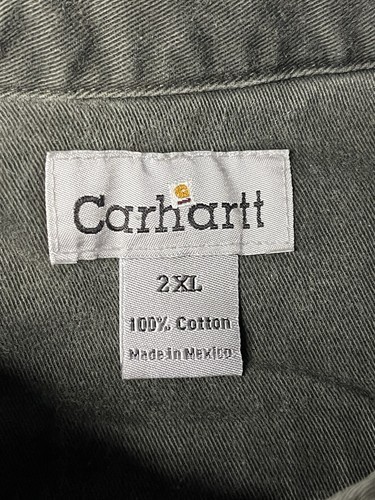 Carhartt
2XL
100% Cotton
Made in Mexico